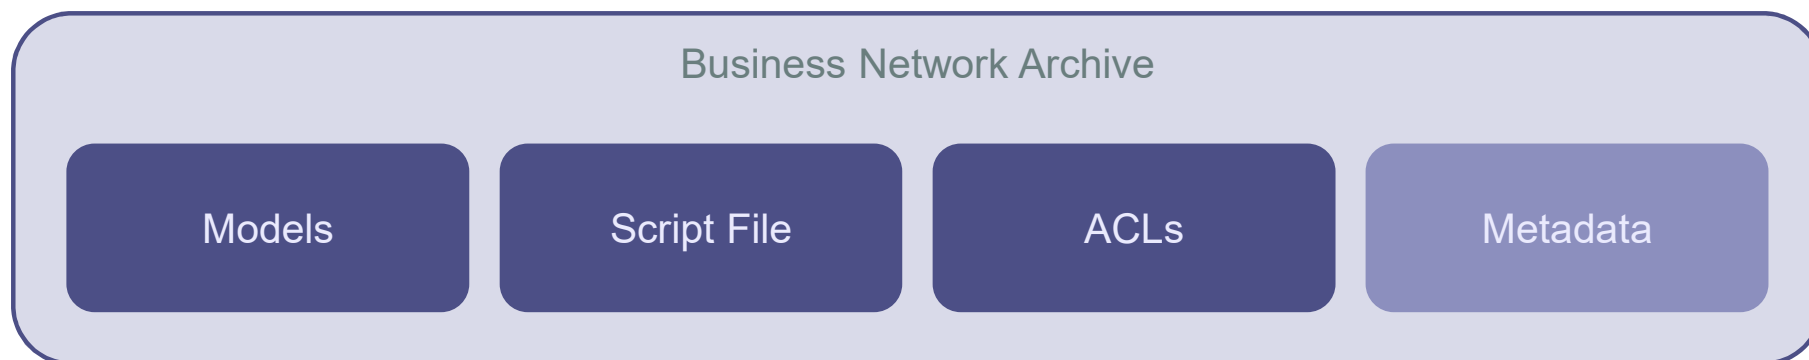 Business Network Archive
Models
Script File
ACLs
Metadata